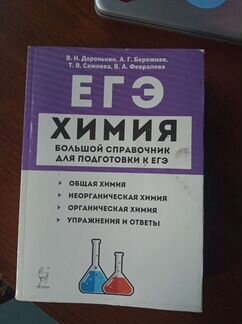 В. Н. Доронькин, А. Г. Бережная,
Т. В. Сажнева, В. А. Февралева
ЕГЭ
ХИМИЯ
БОЛЬШОЙ СПРАВОЧНИК
ДЛЯ ПОДГОТОВКИ К ЕГЭ
ОБЩАЯ ХИМИЯ
НЕОРГАНИЧЕСКАЯ ХИМИЯ
ОРГАНИЧЕСКАЯ ХИМИЯ
УПРАЖНЕНИЯ И ОТВЕТЫ
ЛЕГИОН